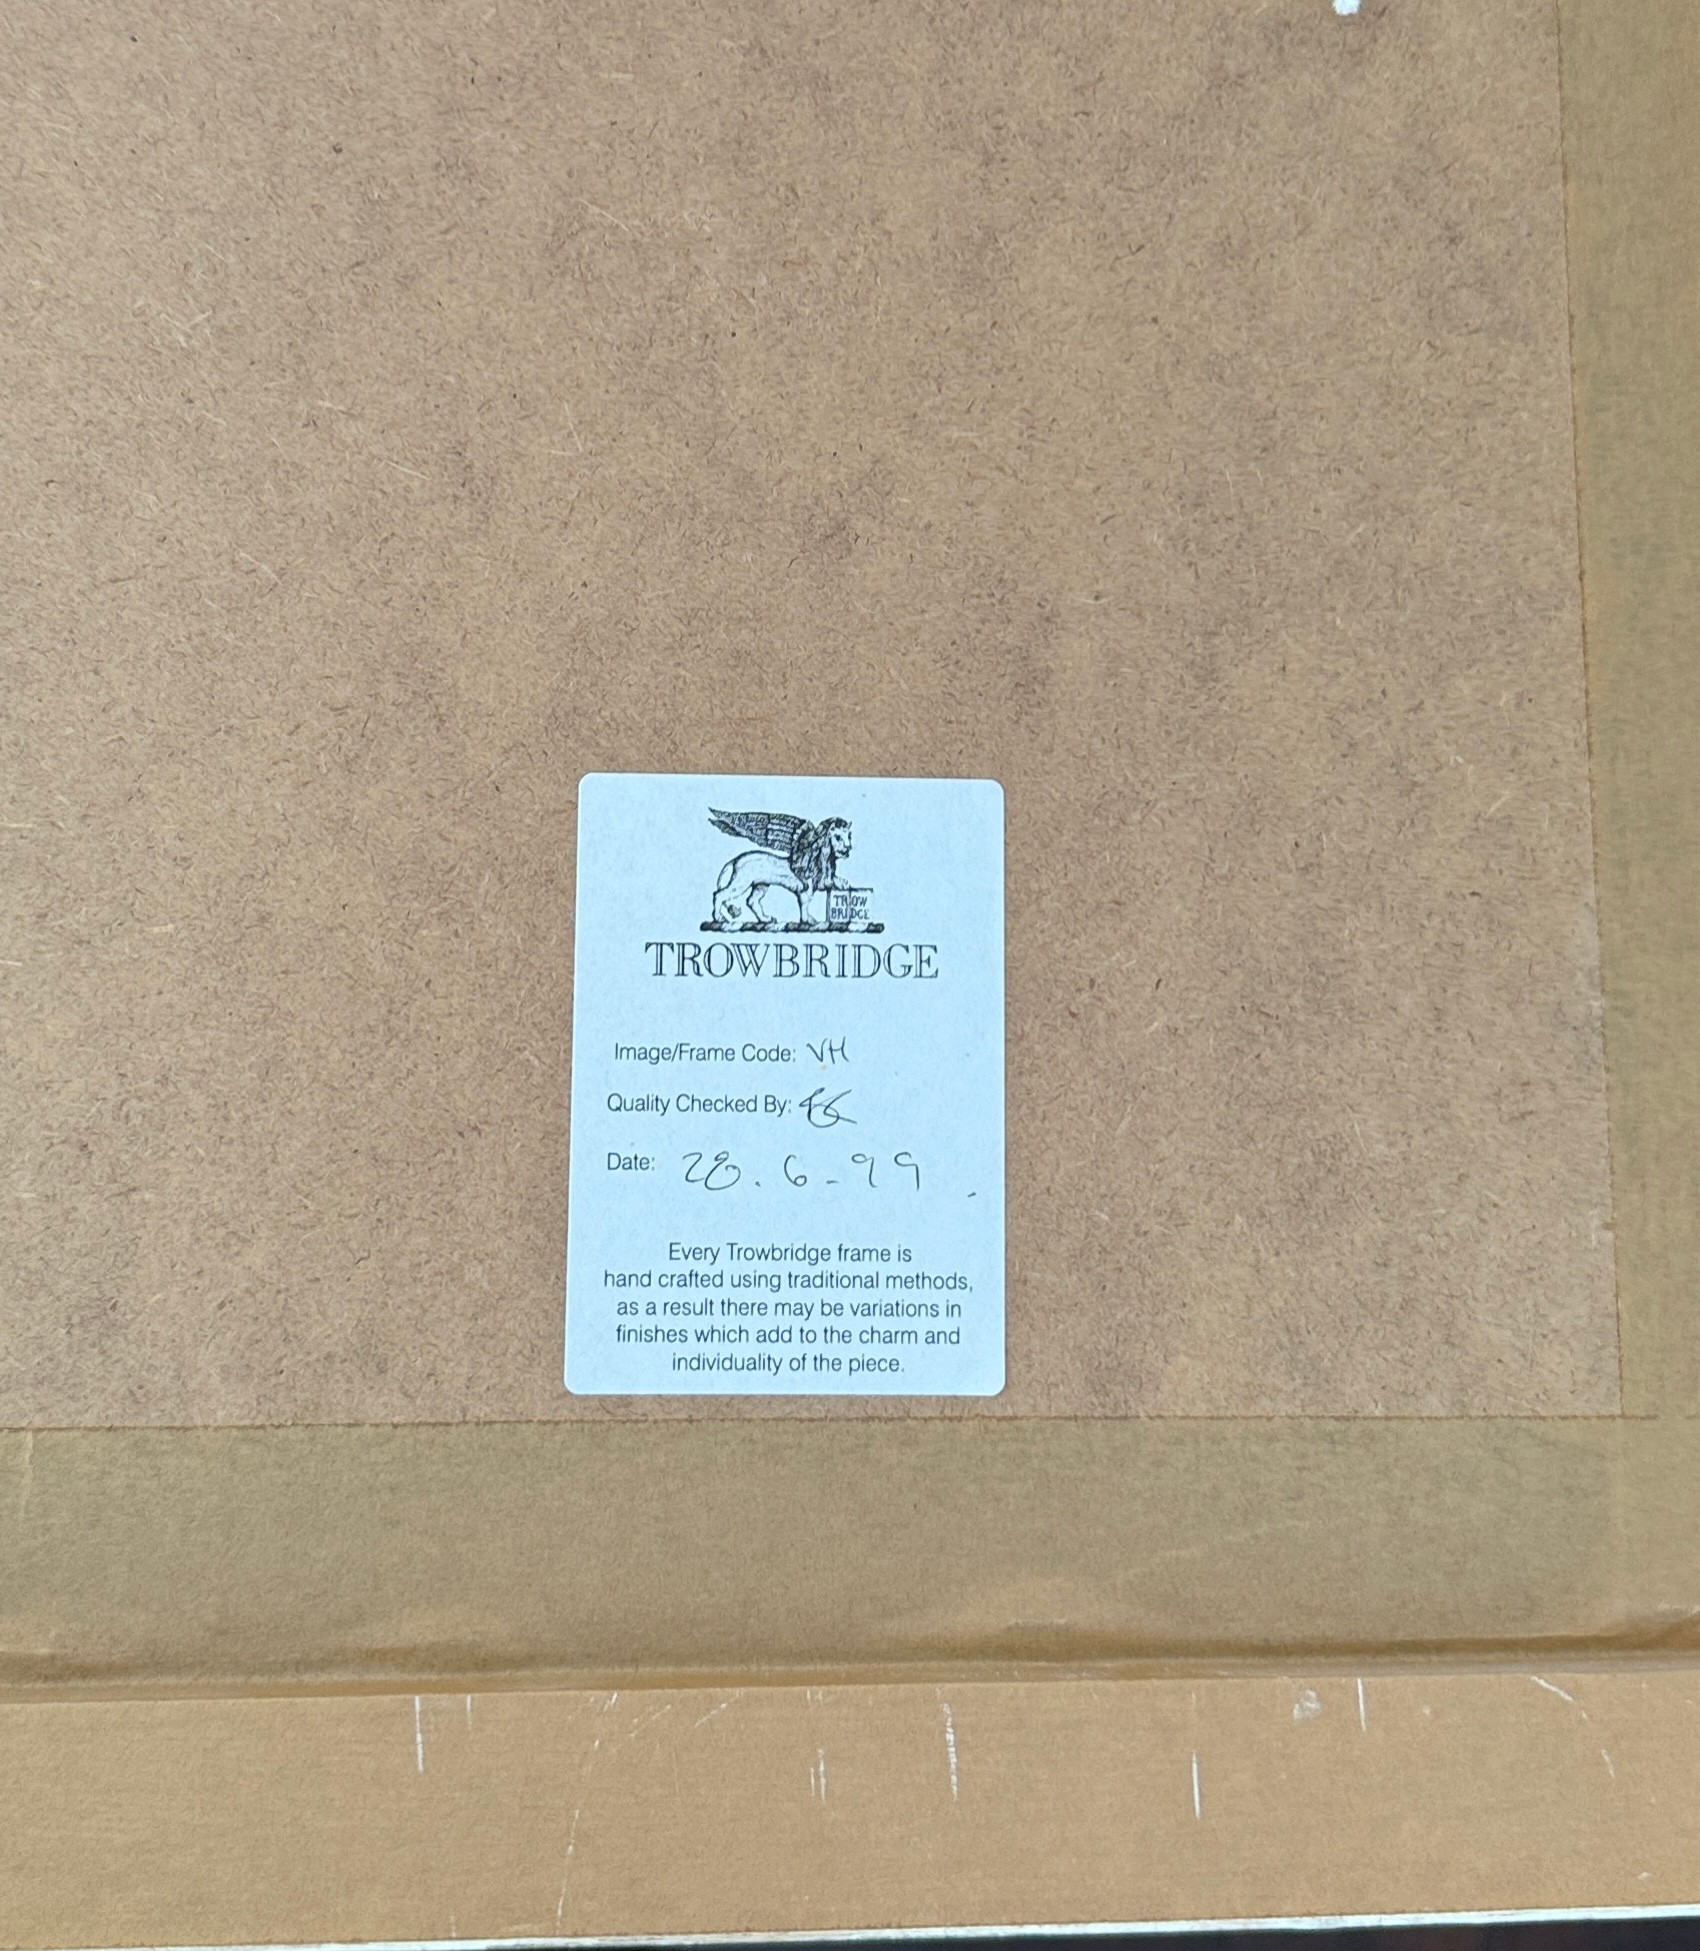 TROW
BRIDGE
TROWBRIDGE
Image/Frame Code: VH
Quality Checked By:
Date: 28.6-99
Every Trowbridge frame is
hand crafted using traditional methods,
as a result there may be variations in
finishes which add to the charm and
individuality of the piece.